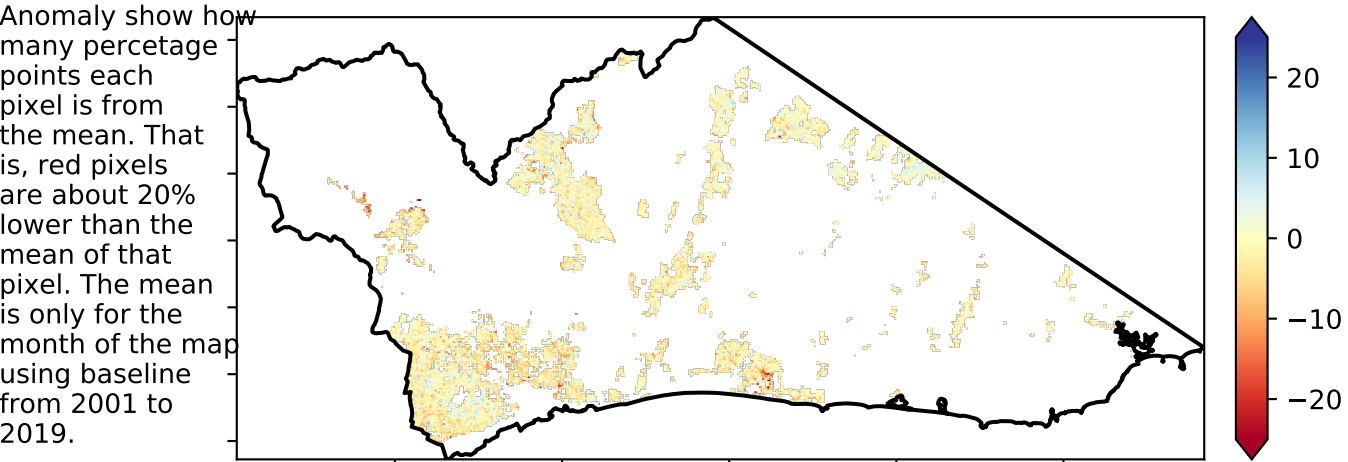 Anomaly show how
many percetage
points each
pixel is from
the mean. That
is, red pixels
are about 20%
lower than the
mean of that
pixel. The mean
is only for the
month of the map
using baseline
from 2001 to
2019.
20
10
0
−10
−20